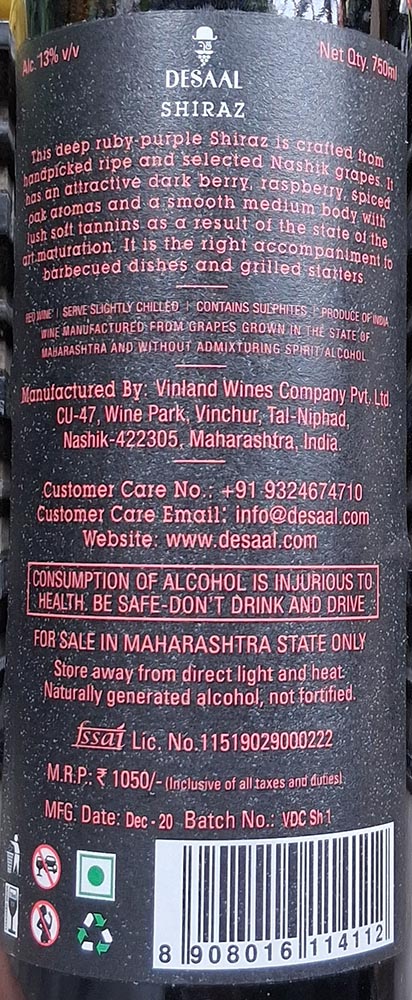 Alc. 13% v/v
Net Qty. 750ml
DESAAL
SHIRAZ
This deep ruby-purple Shiraz is crafted from
handpicked ripe and selected Nashik grapes. It
has an attractive dark berry, raspberry, spiced
oak aromas and a smooth medium body with
lush soft tannins as a result of the state of the
art maturation. It is the right accompaniment to
barbecued dishes and grilled starters
RED WINE | SERVE SLIGHTLY CHILLED | CONTAINS SULPHITES | PRODUCE OF INDIA
WINE MANUFACTURED FROM GRAPES GROWN IN THE STATE OF
MAHARASHTRA AND WITHOUT ADMIXTURING SPIRIT/ALCOHOL
Manufactured By: Vinland Wines Company Pvt. Ltd.
CU-47, Wine Park, Vinchur, Tal-Niphad,
Nashik-422305, Maharashtra, India.
Customer Care No.: +91 9324674710
Customer Care Email: info@desaal.com
Website: www.desaal.com
CONSUMPTION OF ALCOHOL IS INJURIOUS TO
HEALTH. BE SAFE-DON'T DRINK AND DRIVE
FOR SALE IN MAHARASHTRA STATE ONLY
Store away from direct light and heat.
Naturally generated alcohol, not fortified.
fssai Lic. No.11519029000222
M.R.P.: ₹ 1050/- (Inclusive of all taxes and duties)
MFG. Date: Dec - 20 Batch No.: VDC Sh 1
8 908016 114112